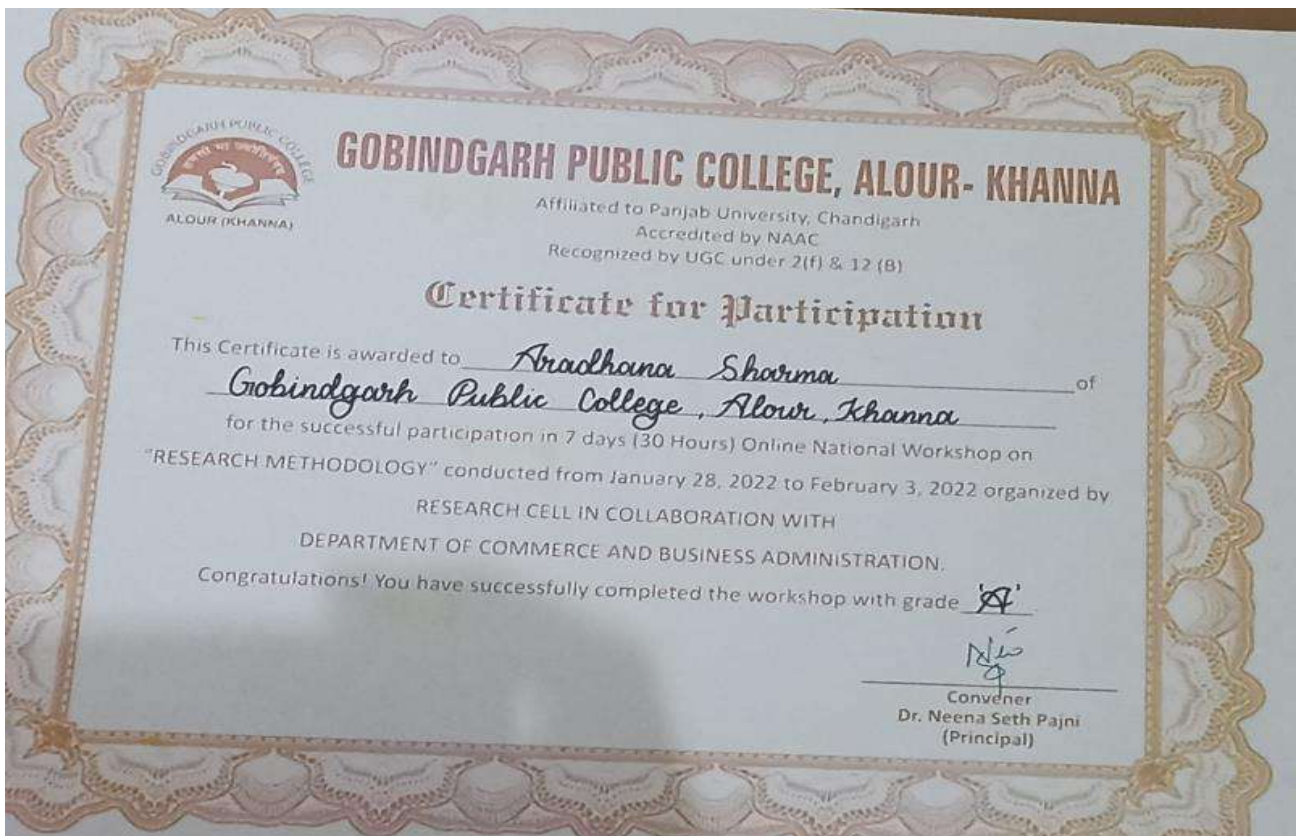 GOBINDGARH PUBLIC COLLEGE
ALOUR (KHANNA)
GOBINDGARH PUBLIC COLLEGE, ALOUR- KHANNA
Affiliated to Panjab University, Chandigarh
Accredited by NAAC
Recognized by UGC under 2(f) & 12 (B)
Certificate for Participation
This Certificate is awarded to Aradhana Sharma of
Gobindgarh Public College, Alour, Khanna
for the successful participation in 7 days (30 Hours) Online National Workshop on
"RESEARCH METHODOLOGY" conducted from January 28, 2022 to February 3, 2022 organized by
RESEARCH CELL IN COLLABORATION WITH
DEPARTMENT OF COMMERCE AND BUSINESS ADMINISTRATION.
Congratulations! You have successfully completed the workshop with grade 'A'.
Convener
Dr. Neena Seth Pajni
(Principal)